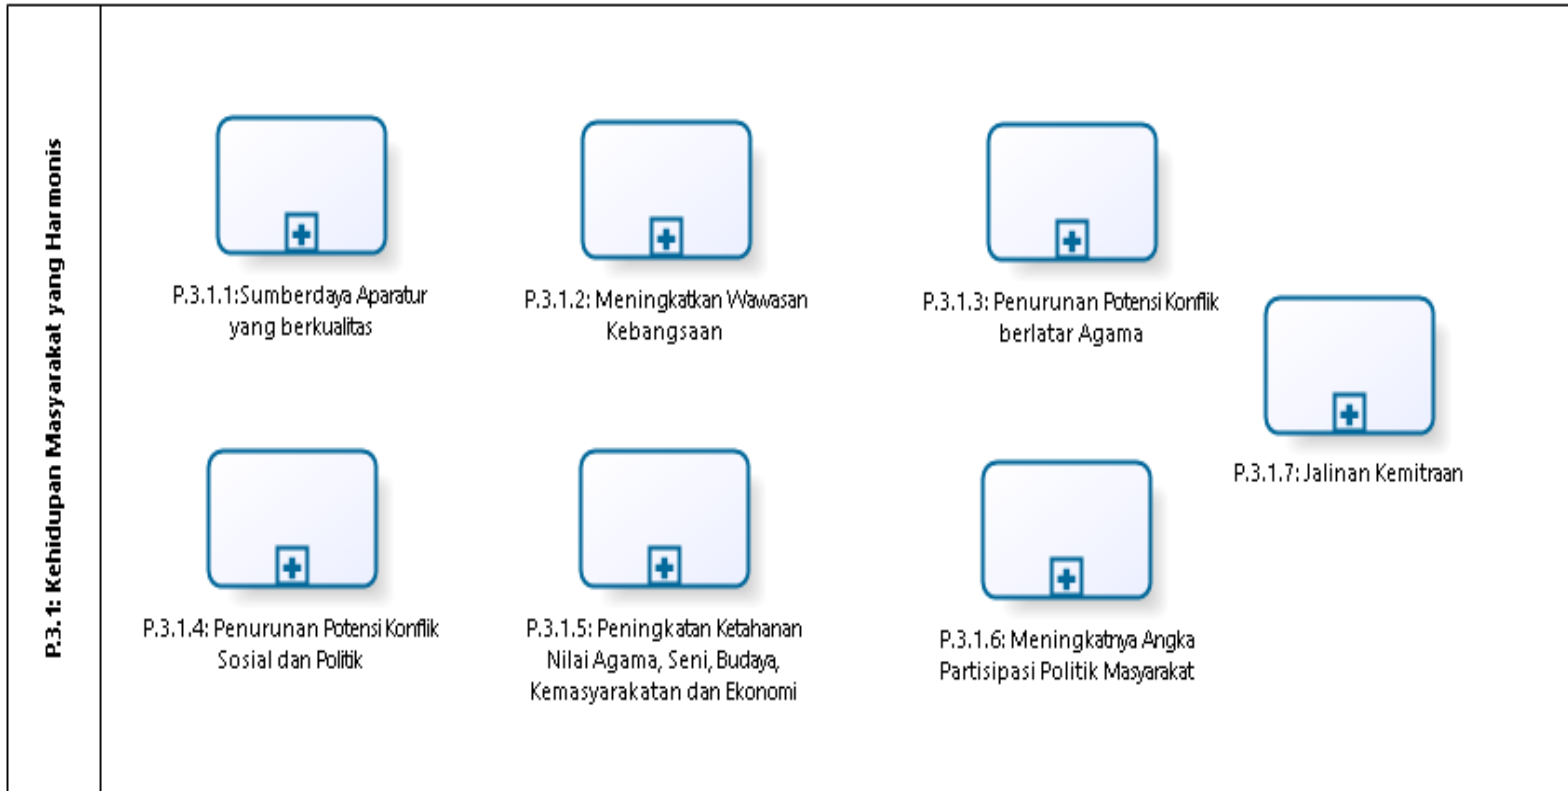 P.3.1: Kehidupan Masyarakat yang Harmonis
P.3.1.1:Sumberdaya Aparatur
yang berkualitas
P.3.1.2: Meningkatkan Wawasan
Kebangsaan
P.3.1.3: Penurunan Potensi Konflik
berlatar Agama
P.3.1.7: Jalinan Kemitraan
P.3.1.4: Penurunan Potensi Konflik
Sosial dan Politik
P.3.1.5: Peningkatan Ketahanan
Nilai Agama, Seni, Budaya,
Kemasyarakatan dan Ekonomi
P.3.1.6: Meningkatnya Angka
Partisipasi Politik Masyarakat